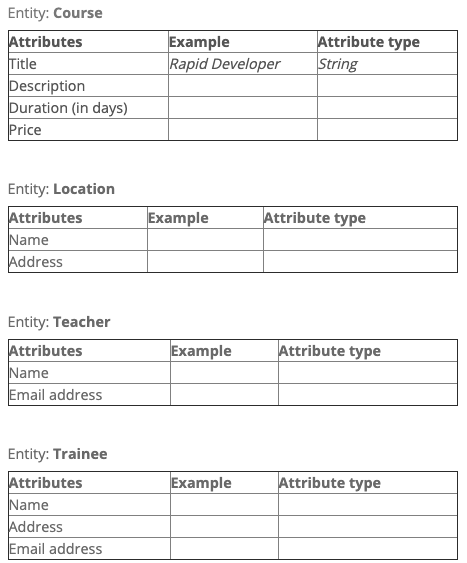 Entity: Course
Attributes Example Attribute type
Title Rapid Developer String
Description
Duration (in days)
Price
Entity: Location
Attributes Example Attribute type
Name
Address
Entity: Teacher
Attributes Example Attribute type
Name
Email address
Entity: Trainee
Attributes Example Attribute type
Name
Address
Email address